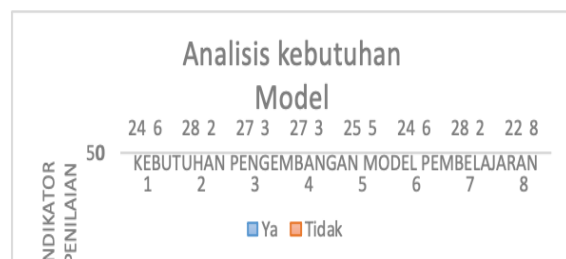 Analisis kebutuhan
Model
24 6 28 2 27 3 27 3 25 5 24 6 28 2 22 8
50
KEBUTUHAN PENGEMBANGAN MODEL PEMBELAJARAN
1 2 3 4 5 6 7 8
NDIKATOR
PENILAIAN
Ya Tidak